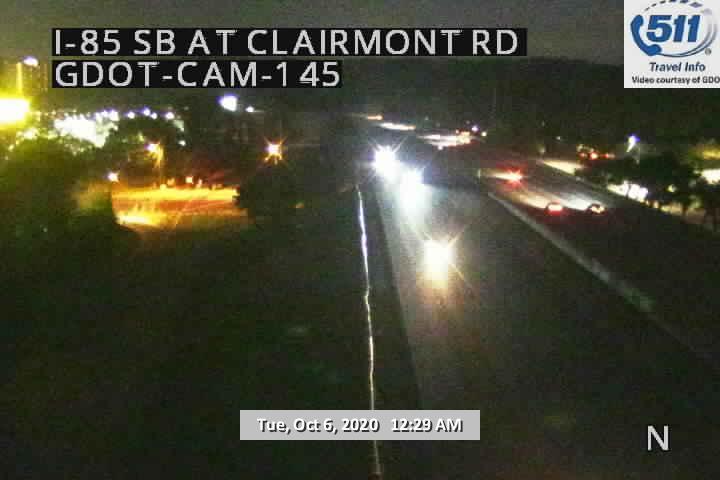 I-85 SB AT CLAIRMONT RD
GDOT-CAM-145
511
Travel Info
Video courtesy of GDO
Tue, Oct 6, 2020 12:29 AM
N